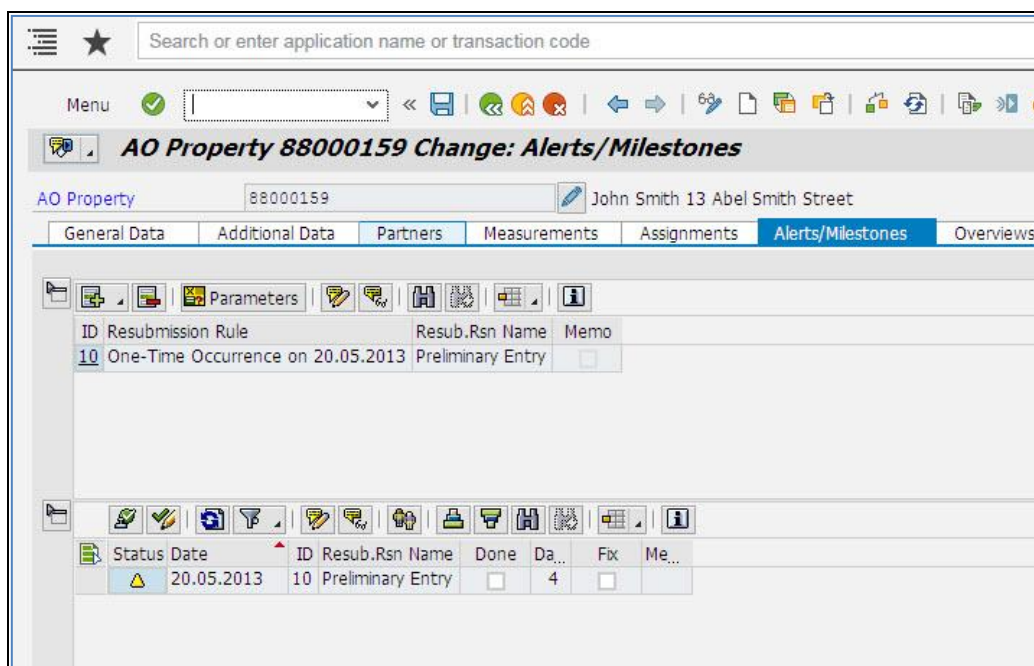 Search or enter application name or transaction code
Menu
AO Property 88000159 Change: Alerts/Milestones
AO Property 88000159 John Smith 13 Abel Smith Street
General Data Additional Data Partners Measurements Assignments Alerts/Milestones Overviews
Parameters
ID Resubmission Rule Resub.Rsn Name Memo
10 One-Time Occurrence on 20.05.2013 Preliminary Entry
Status Date ID Resub.Rsn Name Done Da... Fix Me...
20.05.2013 10 Preliminary Entry 4